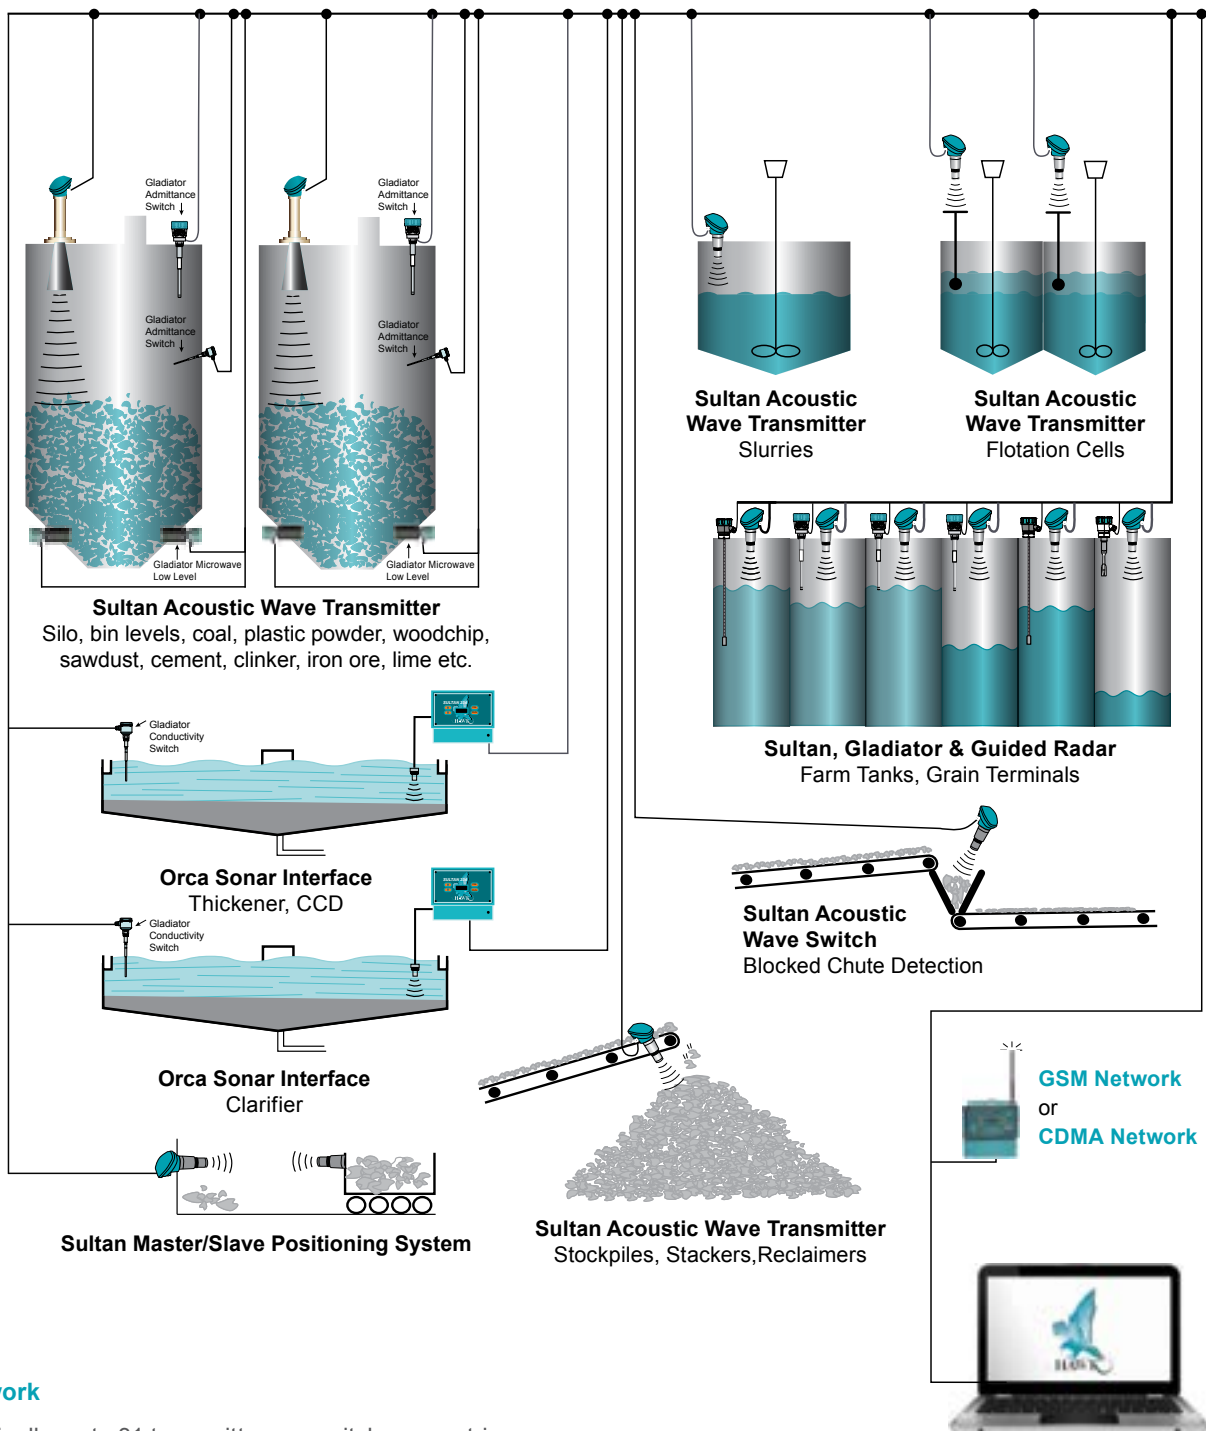 Gladiator
Admittance
Switch
Gladiator
Admittance
Switch
Gladiator
Admittance
Switch
Gladiator
Admittance
Switch
Gladiator Microwave
Low Level
Gladiator Microwave
Low Level
Sultan Acoustic Wave Transmitter
Silo, bin levels, coal, plastic powder, woodchip,
sawdust, cement, clinker, iron ore, lime etc.
Sultan Acoustic
Wave Transmitter
Slurries
Sultan Acoustic
Wave Transmitter
Flotation Cells
Sultan, Gladiator & Guided Radar
Farm Tanks, Grain Terminals
Gladiator
Conductivity
Switch
HAWK
Orca Sonar Interface
Thickener, CCD
Gladiator
Conductivity
Switch
HAWK
Orca Sonar Interface
Clarifier
Sultan Acoustic
Wave Switch
Blocked Chute Detection
Sultan Master/Slave Positioning System
Sultan Acoustic Wave Transmitter
Stockpiles, Stackers,Reclaimers
GSM Network
or
CDMA Network
HAWK
work